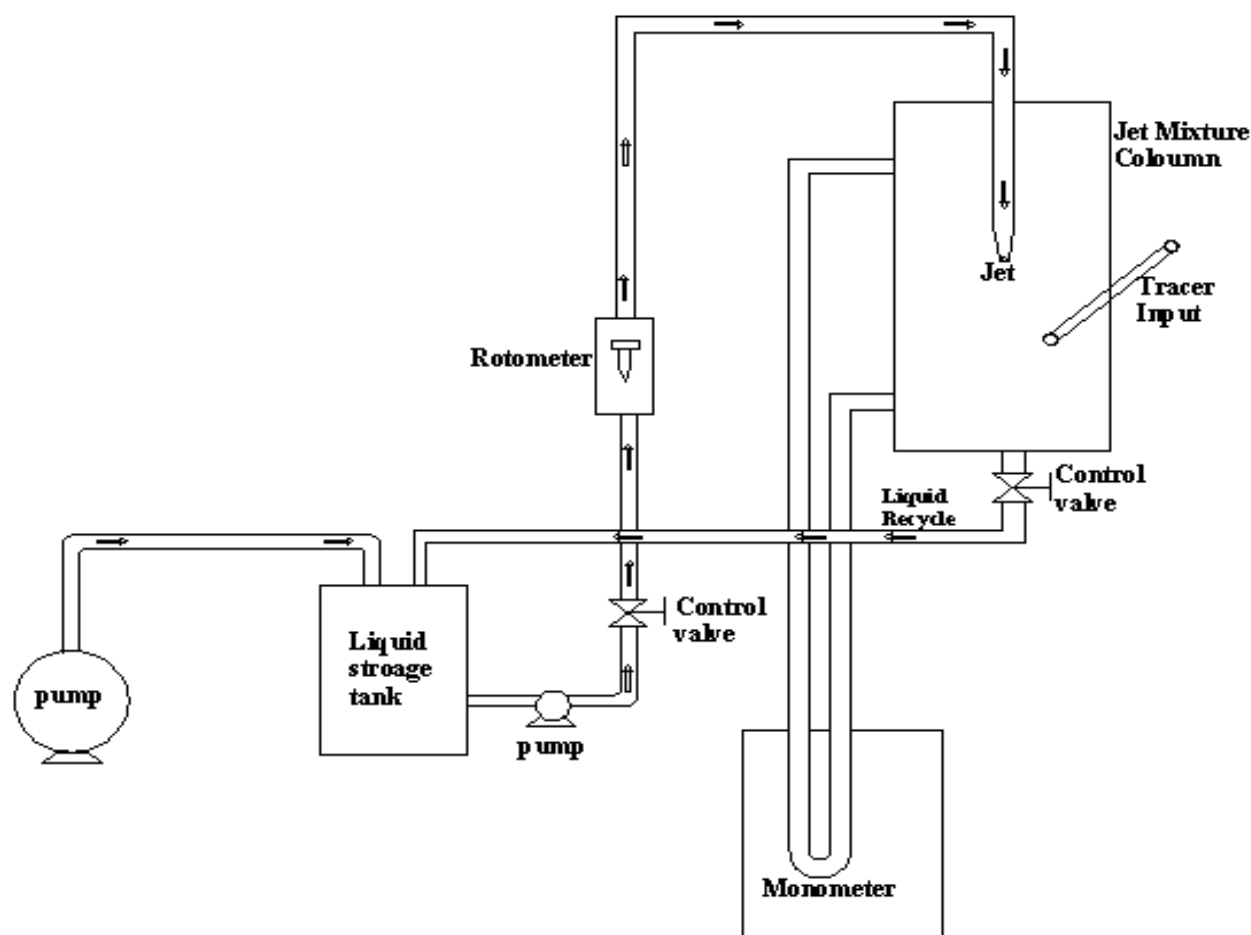 Jet Mixture
Coloumn
Jet
Tracer
Input
Rotometer
Control
valve
Liquid
Recycle
Control
valve
Liquid
stroage
tank
pump
pump
Monometer